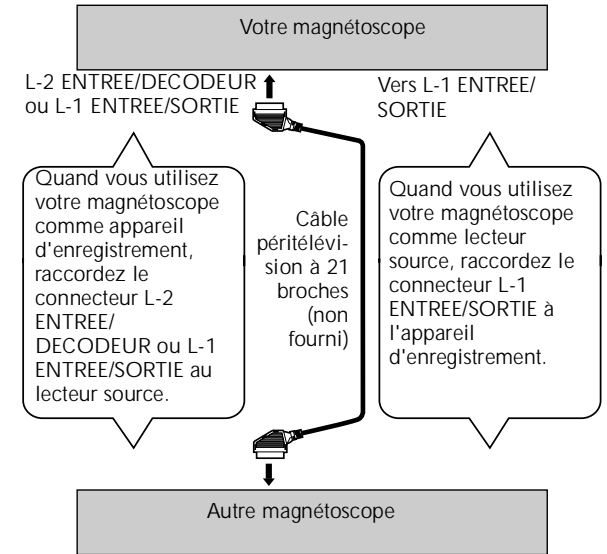 Votre magnétoscope
L-2 ENTREE/DECODEUR
ou L-1 ENTREE/SORTIE
Vers L-1 ENTREE/
SORTIE
Quand vous utilisez
votre magnétoscope
comme appareil
d'enregistrement,
raccordez le
connecteur L-2
ENTREE/
DECODEUR ou L-1
ENTREE/SORTIE au
lecteur source.
Câble
péritélévi-
sion à 21
broches
(non
fourni)
Quand vous utilisez
votre magnétoscope
comme lecteur
source, raccordez le
connecteur L-1
ENTREE/SORTIE à
l'appareil
d'enregistrement.
Autre magnétoscope